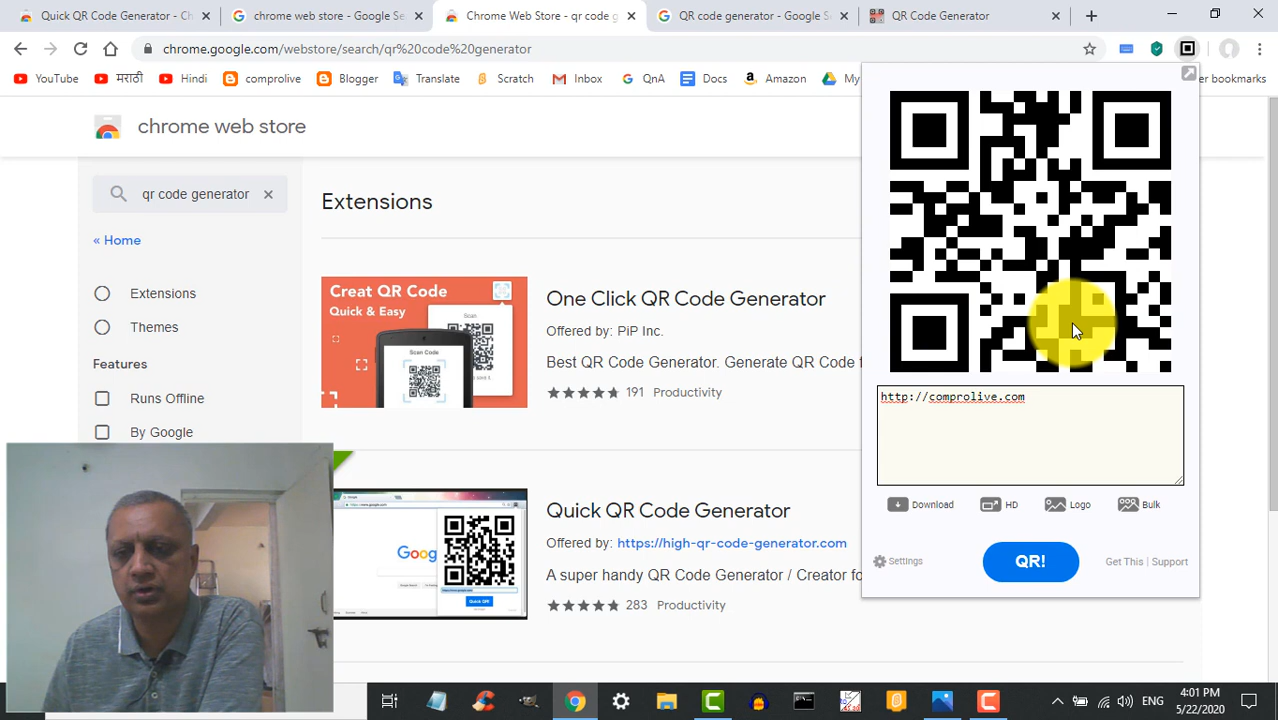 Quick QR Code Generator - Ch
chrome web store - Google Se
Chrome Web Store - qr code g
QR code generator - Google S
QR Code Generator
chrome.google.com/webstore/search/qr%20code%20generator
YouTube
मराठी
Hindi
comprolive
Blogger
Translate
Scratch
Inbox
QnA
Docs
Amazon
My
er bookmarks
chrome web store
qr code generator
« Home
Extensions
Themes
Features
Runs Offline
By Google
Extensions
Creat QR Code
Quick & Easy
Scan
Scan Code
One Click QR Code Generator
Offered by: PiP Inc.
Best QR Code Generator. Generate QR Code f
191 Productivity
Google
Quick QR
Quick QR Code Generator
Offered by: https://high-qr-code-generator.com
A super handy QR Code Generator / Creator fo
283 Productivity
http://comprolive.com
Download
HD
Logo
Bulk
Settings
QR!
Get This | Support
ENG
4:01 PM
5/22/2020